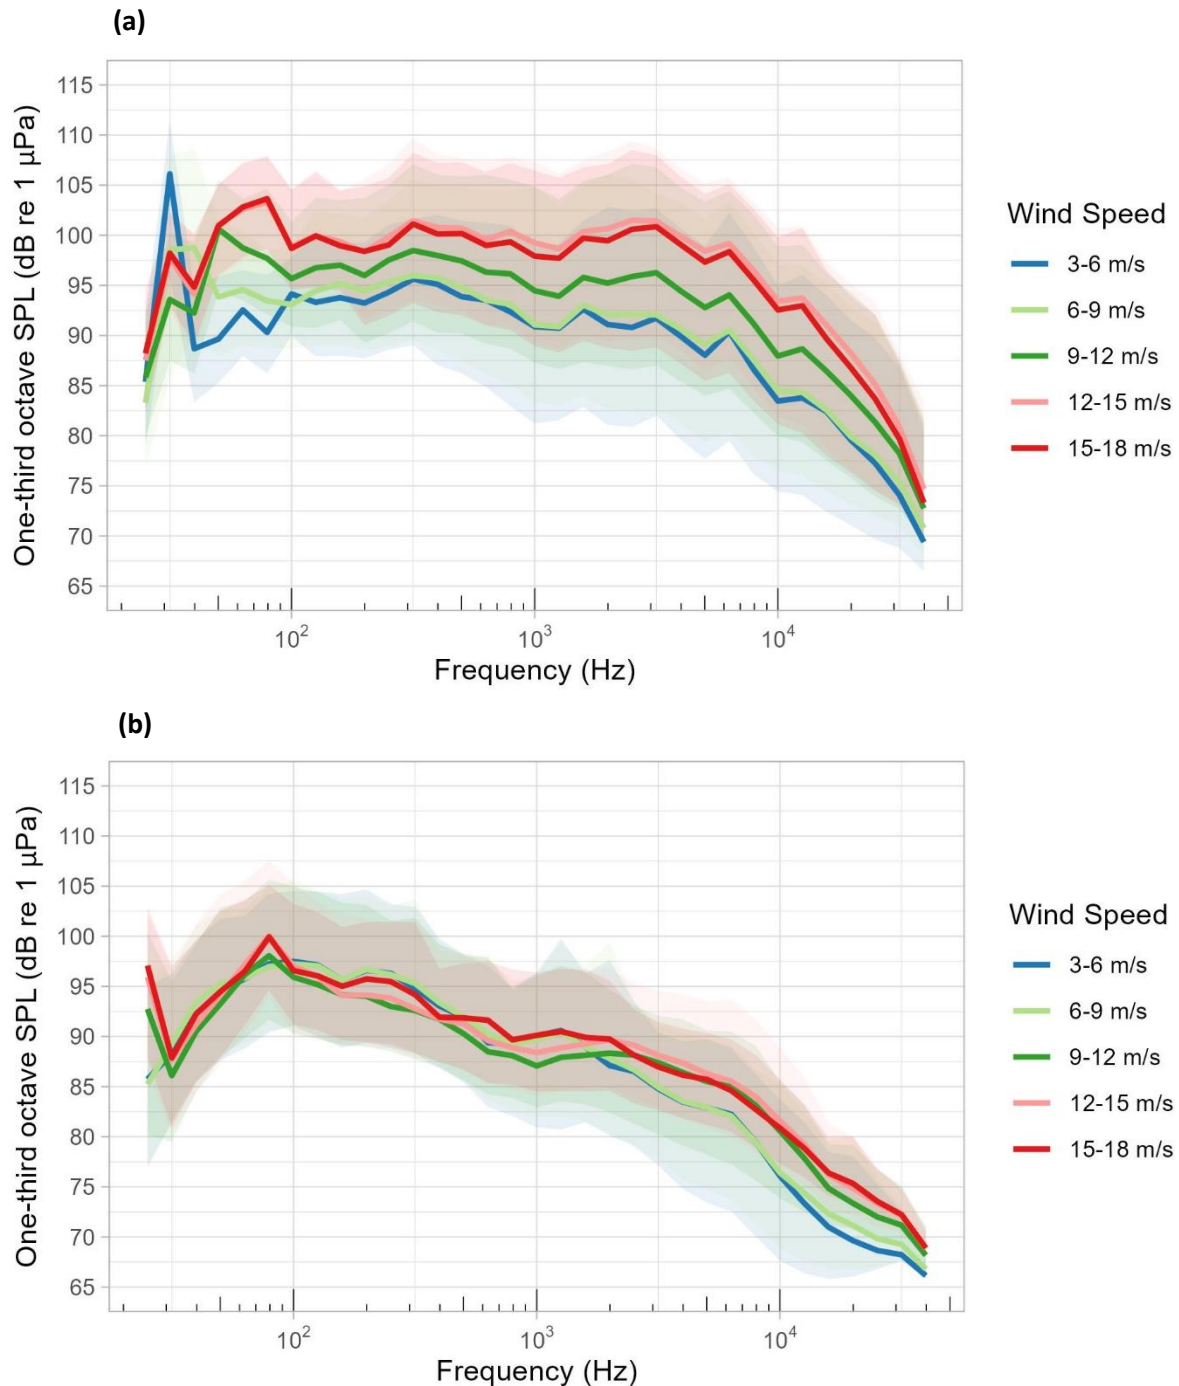 (a)
One-third octave SPL (dB re 1 µPa)
115
110
105
100
95
90
85
80
75
70
65
10²
10³
10⁴
Frequency (Hz)
Wind Speed
3-6 m/s
6-9 m/s
9-12 m/s
12-15 m/s
15-18 m/s
(b)
One-third octave SPL (dB re 1 µPa)
115
110
105
100
95
90
85
80
75
70
65
10²
10³
10⁴
Frequency (Hz)
Wind Speed
3-6 m/s
6-9 m/s
9-12 m/s
12-15 m/s
15-18 m/s